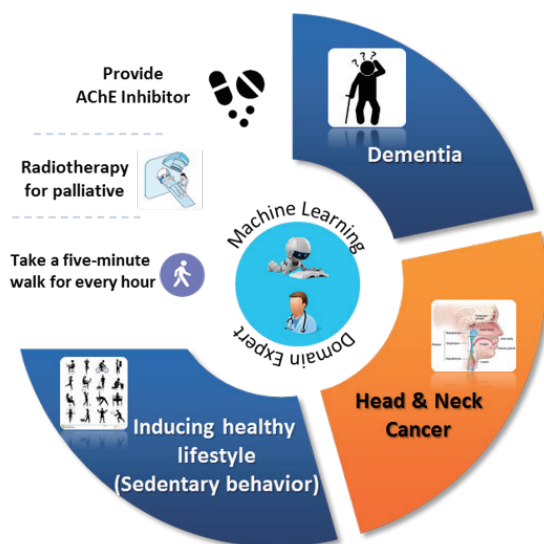 Provide
AChE Inhibitor
Dementia
Radiotherapy
for palliative
Machine Learning
Take a five-minute
walk for every hour
Domain Expert
Head & Neck
Cancer
Inducing healthy
lifestyle
(Sedentary behavior)